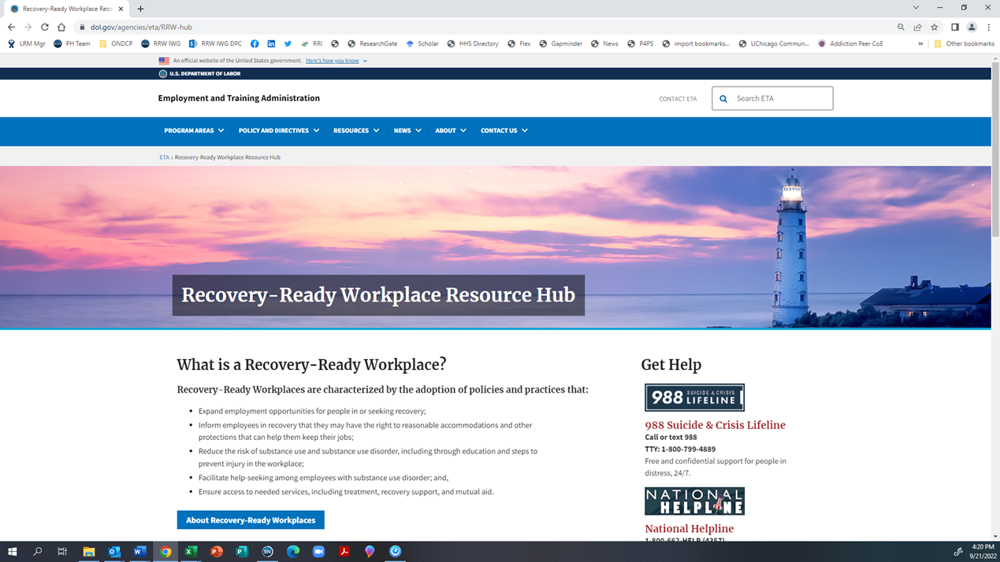 Recovery-Ready Workplace Reso
dol.gov/agencies/eta/RRW-hub
LRM Mgr PH Team ONDCP RRW IWG RRW IWG DPC RRI ResearchGate Scholar HHS Directory Flex Gapminder News P4PS import bookmarks... UChicago Commun... Addiction Peer CoE » Other bookmarks
An official website of the United States government. Here's how you know
U.S. DEPARTMENT OF LABOR
Employment and Training Administration
CONTACT ETA
Search ETA
PROGRAM AREAS POLICY AND DIRECTIVES RESOURCES NEWS ABOUT CONTACT US
ETA › Recovery-Ready Workplace Resource Hub
Recovery-Ready Workplace Resource Hub
What is a Recovery-Ready Workplace?
Recovery-Ready Workplaces are characterized by the adoption of policies and practices that:
• Expand employment opportunities for people in or seeking recovery;
• Inform employees in recovery that they may have the right to reasonable accommodations and other
protections that can help them keep their jobs;
• Reduce the risk of substance use and substance use disorder, including through education and steps to
prevent injury in the workplace;
• Facilitate help-seeking among employees with substance use disorder; and,
• Ensure access to needed services, including treatment, recovery support, and mutual aid.
About Recovery-Ready Workplaces
Get Help
988 SUICIDE & CRISIS
LIFELINE
988 Suicide & Crisis Lifeline
Call or text 988
TTY: 1-800-799-4889
Free and confidential support for people in
distress, 24/7.
NATIONAL
HELPLINE
National Helpline
1-800-662-HELP (4357)
EN
4:20 PM
9/21/2022